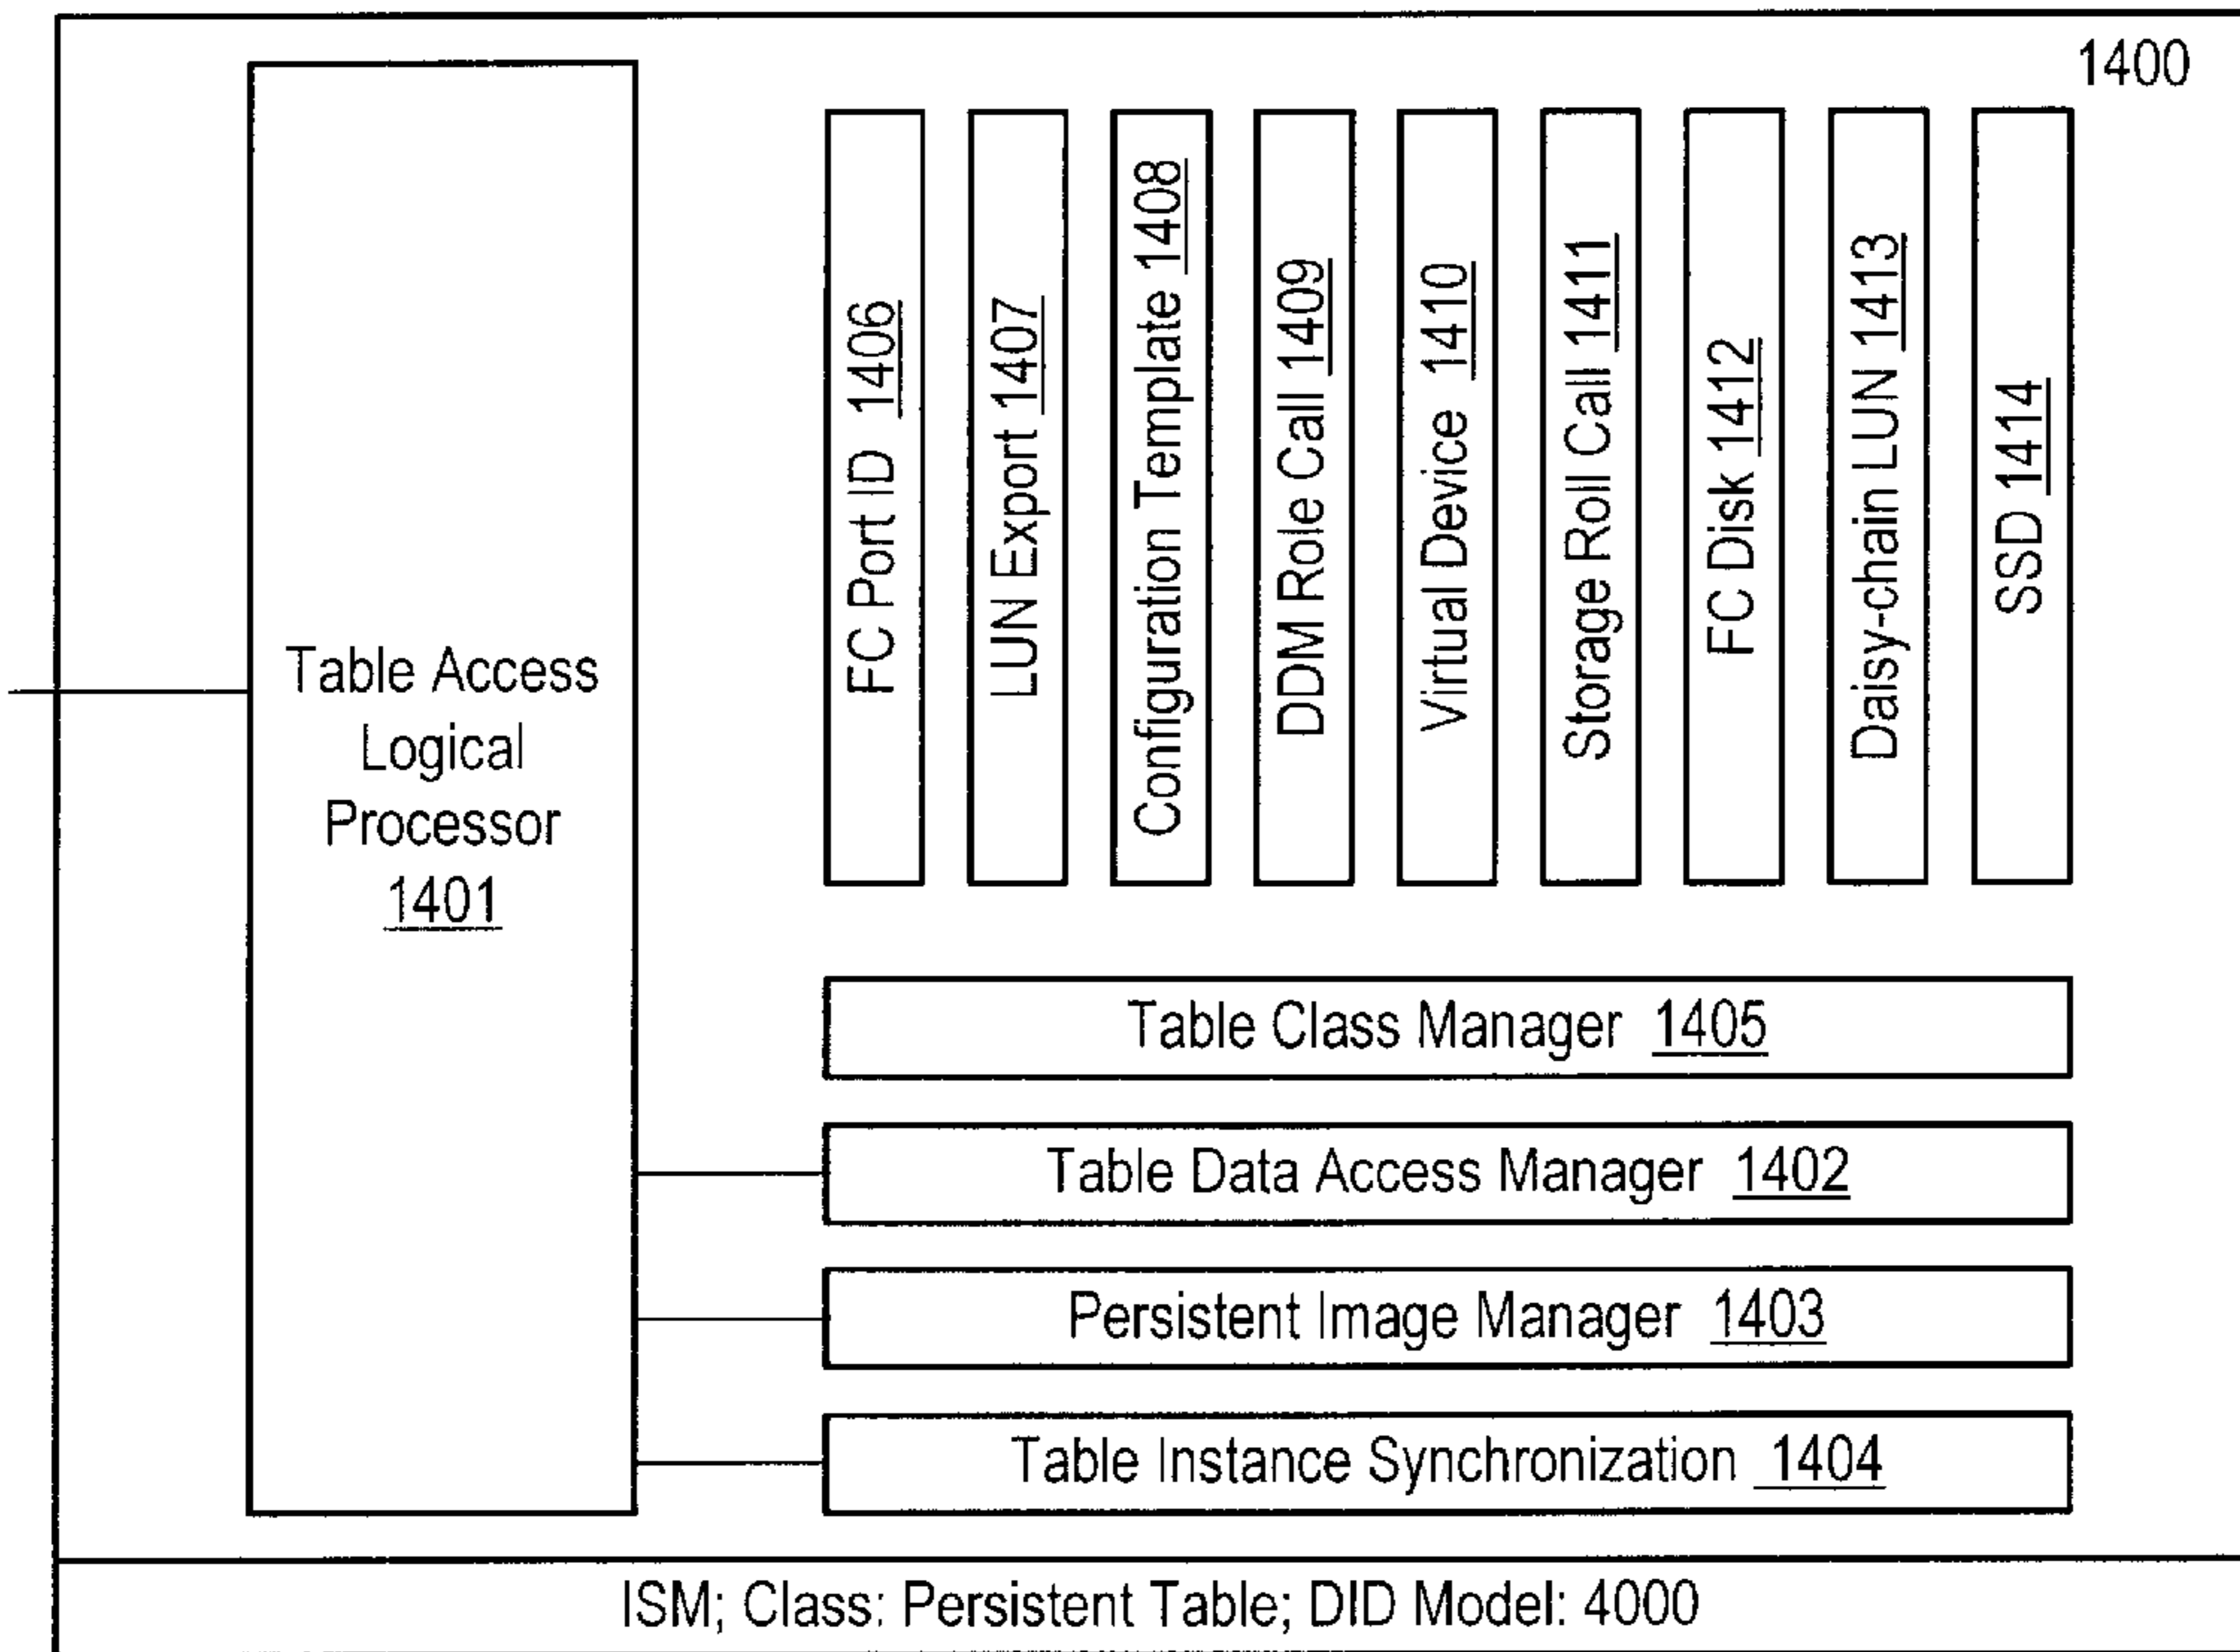 1400
Table Access
Logical
Processor
1401
FC Port ID 1406
LUN Export 1407
Configuration Template 1408
DDM Role Call 1409
Virtual Device 1410
Storage Roll Call 1411
FC Disk 1412
Daisy-chain LUN 1413
SSD 1414
Table Class Manager 1405
Table Data Access Manager 1402
Persistent Image Manager 1403
Table Instance Synchronization 1404
ISM; Class: Persistent Table; DID Model: 4000